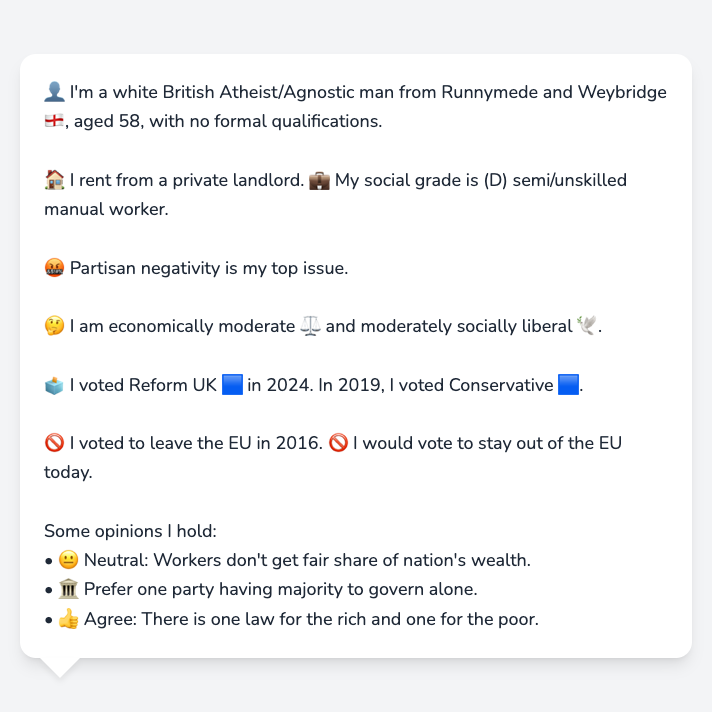 👤 I'm a white British Atheist/Agnostic man from Runnymede and Weybridge
🏴󠁧󠁢󠁥󠁮󠁧󠁿, aged 58, with no formal qualifications.
🏠 I rent from a private landlord. 💼 My social grade is (D) semi/unskilled
manual worker.
🤬 Partisan negativity is my top issue.
🤔 I am economically moderate ⚖️ and moderately socially liberal 🕊️.
🗳️ I voted Reform UK 🟦 in 2024. In 2019, I voted Conservative 🟦.
🚫 I voted to leave the EU in 2016. 🚫 I would vote to stay out of the EU
today.
Some opinions I hold:
• 😐 Neutral: Workers don't get fair share of nation's wealth.
• 🏛️ Prefer one party having majority to govern alone.
• 👍 Agree: There is one law for the rich and one for the poor.